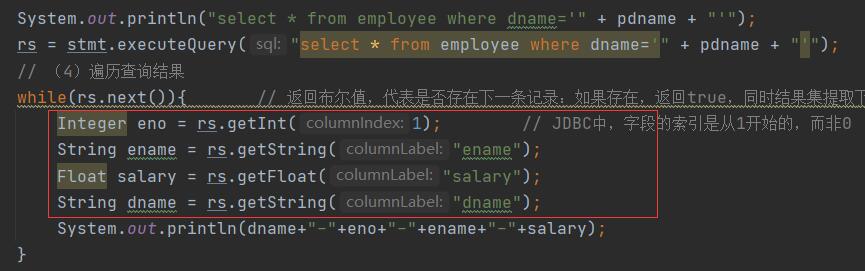 System.out.println("select * from employee where dname='" + pdname + "'");
rs = stmt.executeQuery( sql: "select * from employee where dname='" + pdname + "'");
// （4）遍历查询结果
while(rs.next()){ // 返回布尔值，代表是否存在下一条记录：如果存在，返回true，同时结果集提取下
Integer eno = rs.getInt( columnIndex: 1); // JDBC中，字段的索引是从1开始的，而非0
String ename = rs.getString( columnLabel: "ename");
Float salary = rs.getFloat( columnLabel: "salary");
String dname = rs.getString( columnLabel: "dname");
System.out.println(dname+"-"+eno+"-"+ename+"-"+salary);
}